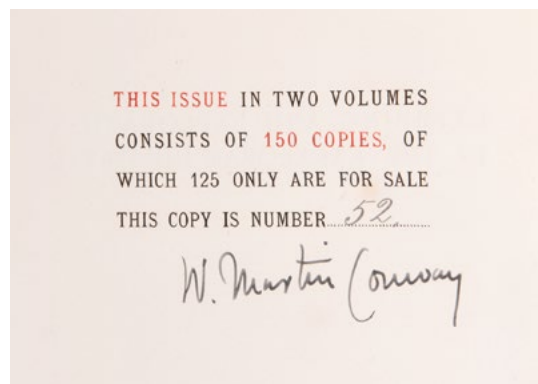 THIS ISSUE IN TWO VOLUMES
CONSISTS OF 150 COPIES, OF
WHICH 125 ONLY ARE FOR SALE
THIS COPY IS NUMBER 52
W. Martin Conway